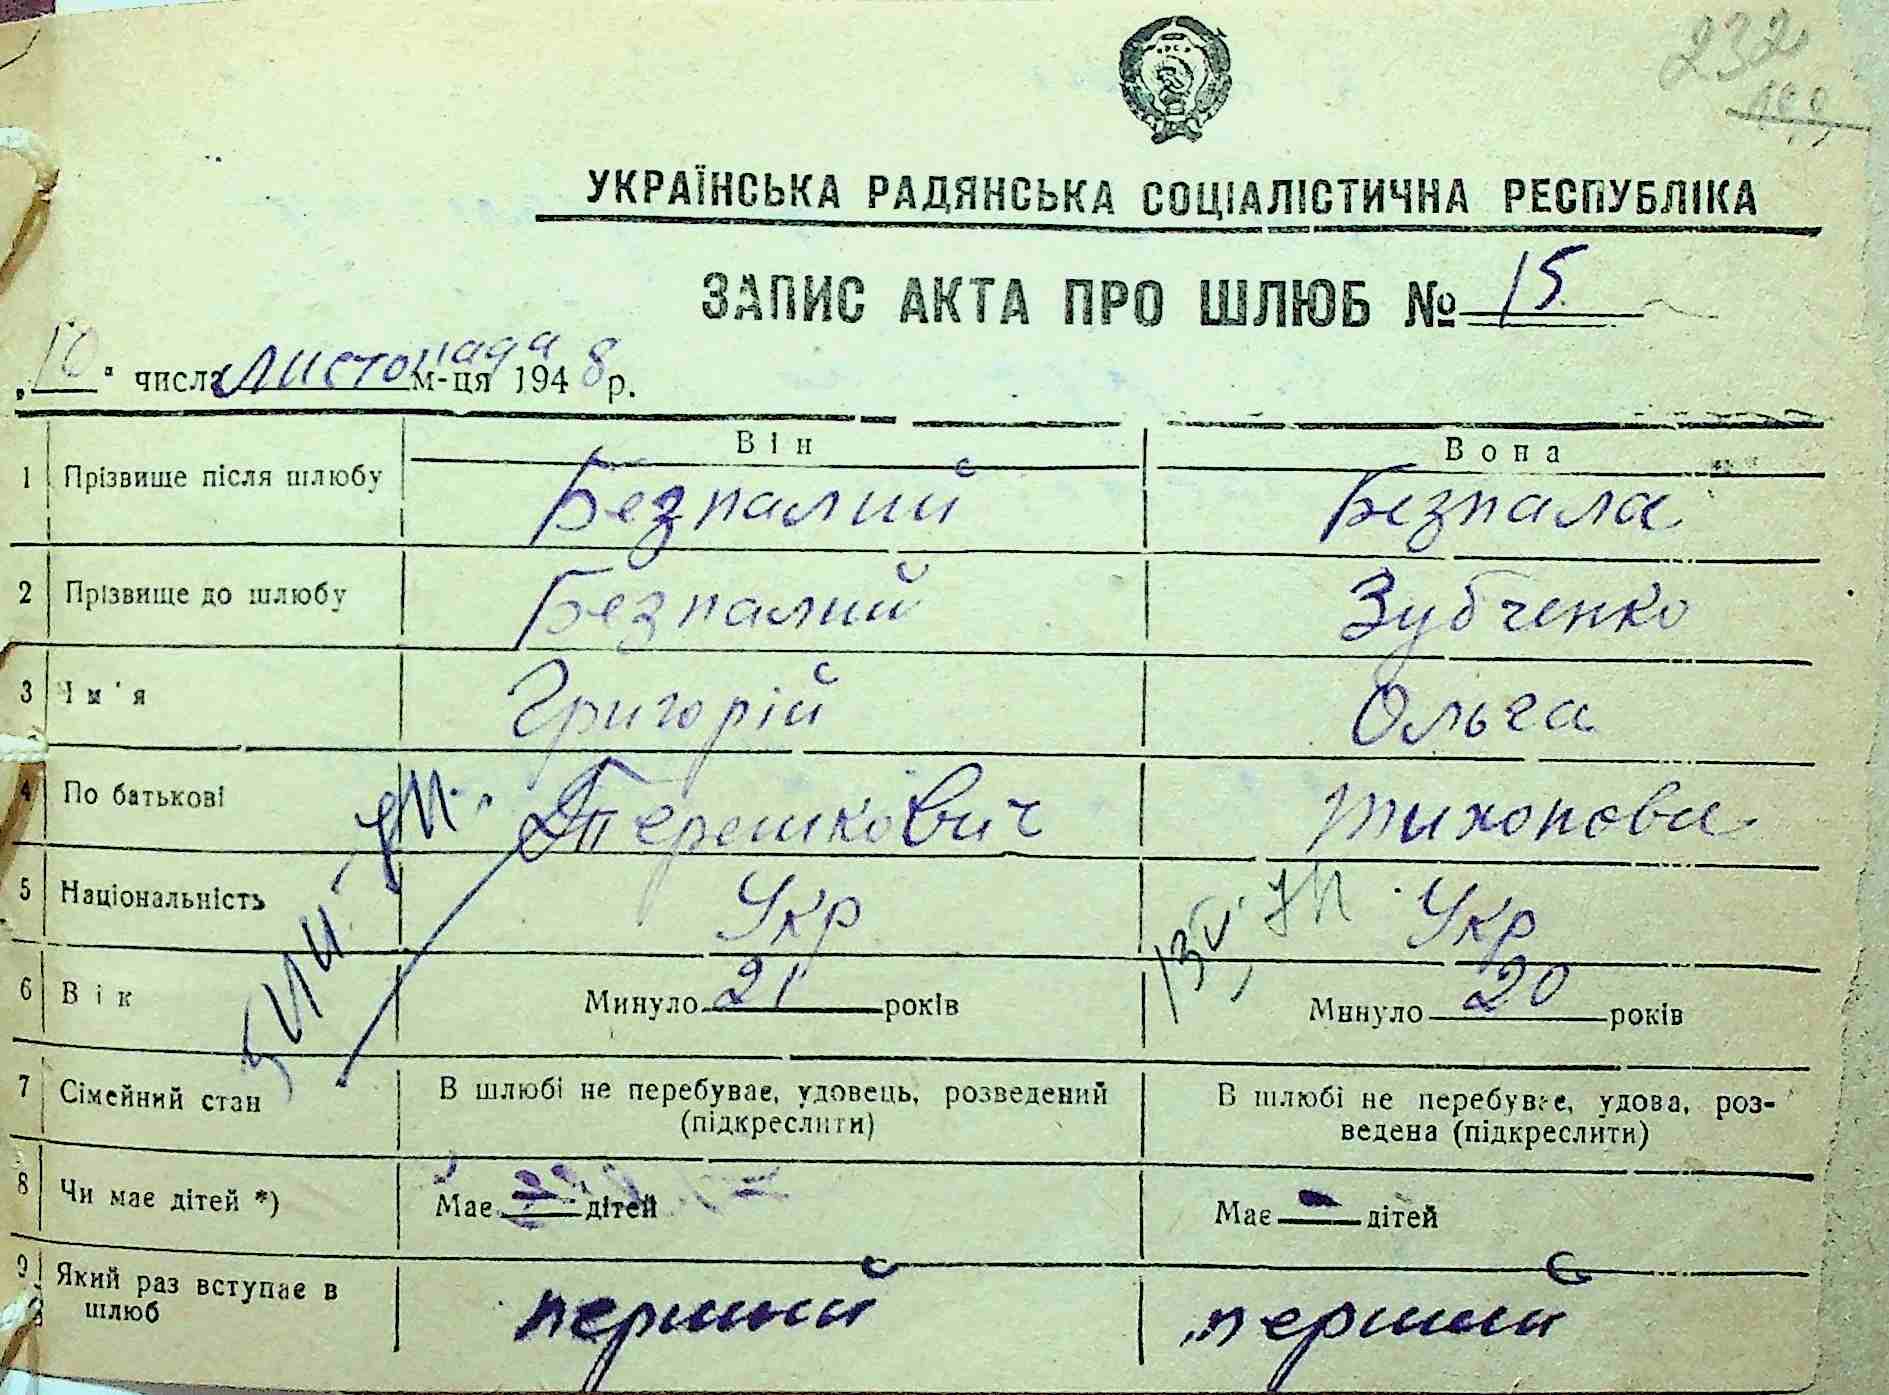 232
УКРАЇНСЬКА РАДЯНСЬКА СОЦІАЛІСТИЧНА РЕСПУБЛІКА
ЗАПИС АКТА ПРО ШЛЮБ № 15.
„10" числа листопада м-ця 1948 р.
Він Вона
1 Прізвище після шлюбу Безпалий Безпала
2 Прізвище до шлюбу Безпалий Зубченко
3 Ім'я Григорій Ольга
4 По батькові Терешкович Тихонова
5 Національність Укр Укр
6 Вік Минуло 21 років Минуло 20 років
7 Сімейний стан В шлюбі не перебуває, удовець, розведений В шлюбі не перебуває, удова, роз-
(підкреслити) ведена (підкреслити)
8 Чи має дітей *) Має дітей Має — дітей
9 Який раз вступає в
шлюб перший перший